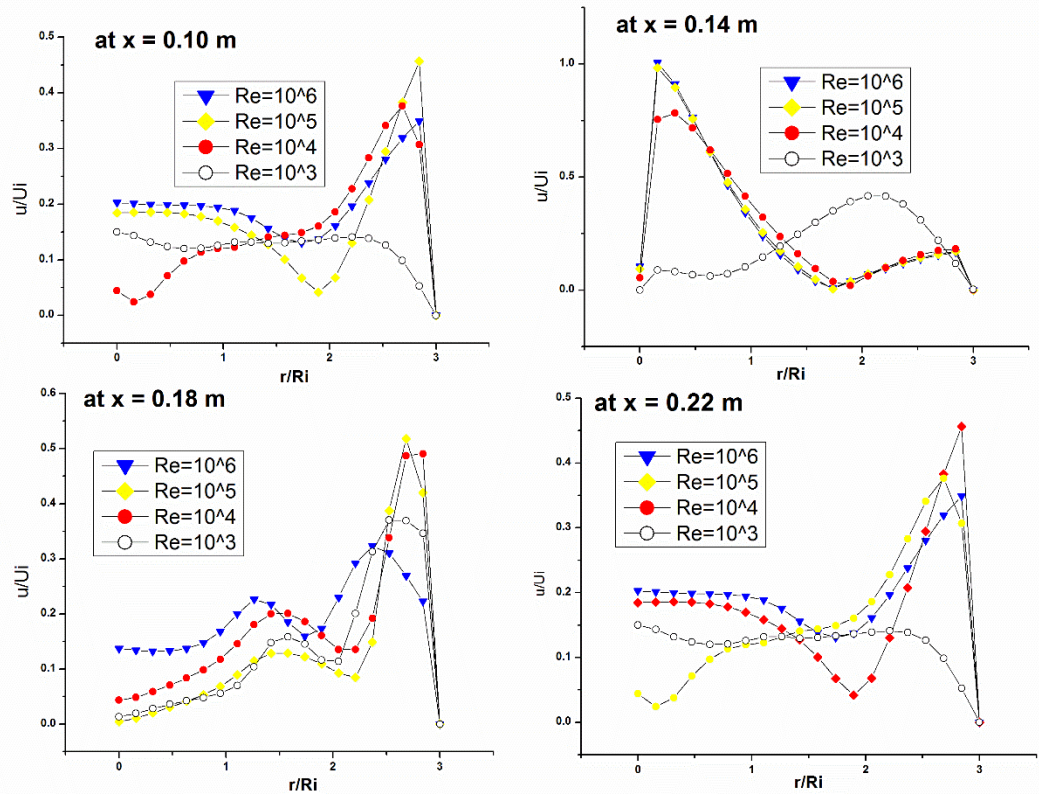 at x = 0.10 m
Re=10^6
Re=10^5
Re=10^4
Re=10^3
u/Ui
0.5
0.4
0.3
0.2
0.1
0.0
0
1
2
3
r/Ri
at x = 0.14 m
Re=10^6
Re=10^5
Re=10^4
Re=10^3
u/Ui
1.0
0.5
0.0
0
1
2
3
r/Ri
at x = 0.18 m
Re=10^6
Re=10^5
Re=10^4
Re=10^3
u/Ui
0.6
0.5
0.4
0.3
0.2
0.1
0.0
0
1
2
3
r/Ri
at x = 0.22 m
Re=10^6
Re=10^5
Re=10^4
Re=10^3
u/Ui
0.5
0.4
0.3
0.2
0.1
0.0
0
1
2
3
r/Ri